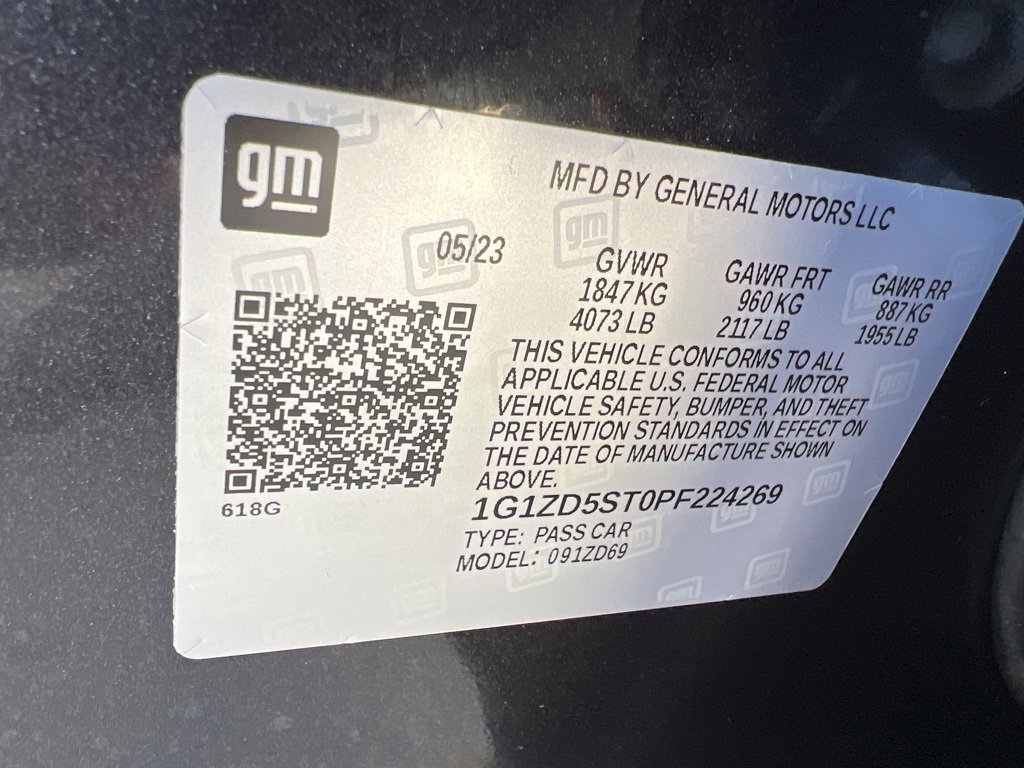 gm
MFD BY GENERAL MOTORS LLC
05/23
GVWR GAWR FRT GAWR RR
1847 KG 960 KG 887 KG
4073 LB 2117 LB 1955 LB
THIS VEHICLE CONFORMS TO ALL
APPLICABLE U.S. FEDERAL MOTOR
VEHICLE SAFETY, BUMPER, AND THEFT
PREVENTION STANDARDS IN EFFECT ON
THE DATE OF MANUFACTURE SHOWN
ABOVE.
618G
1G1ZD5ST0PF224269
TYPE: PASS CAR
MODEL: 091ZD69